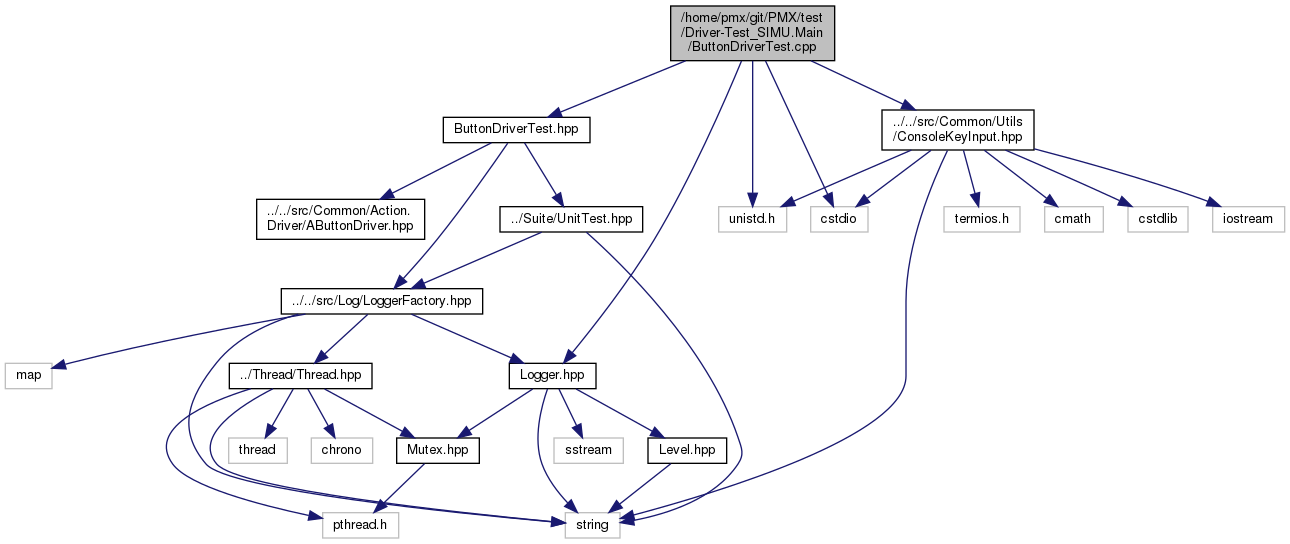 /home/pmx/git/PMX/test
/Driver-Test_SIMU.Main
/ButtonDriverTest.cpp
ButtonDriverTest.hpp
../../src/Common/Utils
/ConsoleKeyInput.hpp
../../src/Common/Action.
Driver/AButtonDriver.hpp
../Suite/UnitTest.hpp
unistd.h
cstdio
termios.h
cmath
cstdlib
iostream
../../src/Log/LoggerFactory.hpp
map
../Thread/Thread.hpp
Logger.hpp
thread
chrono
Mutex.hpp
sstream
Level.hpp
pthread.h
string